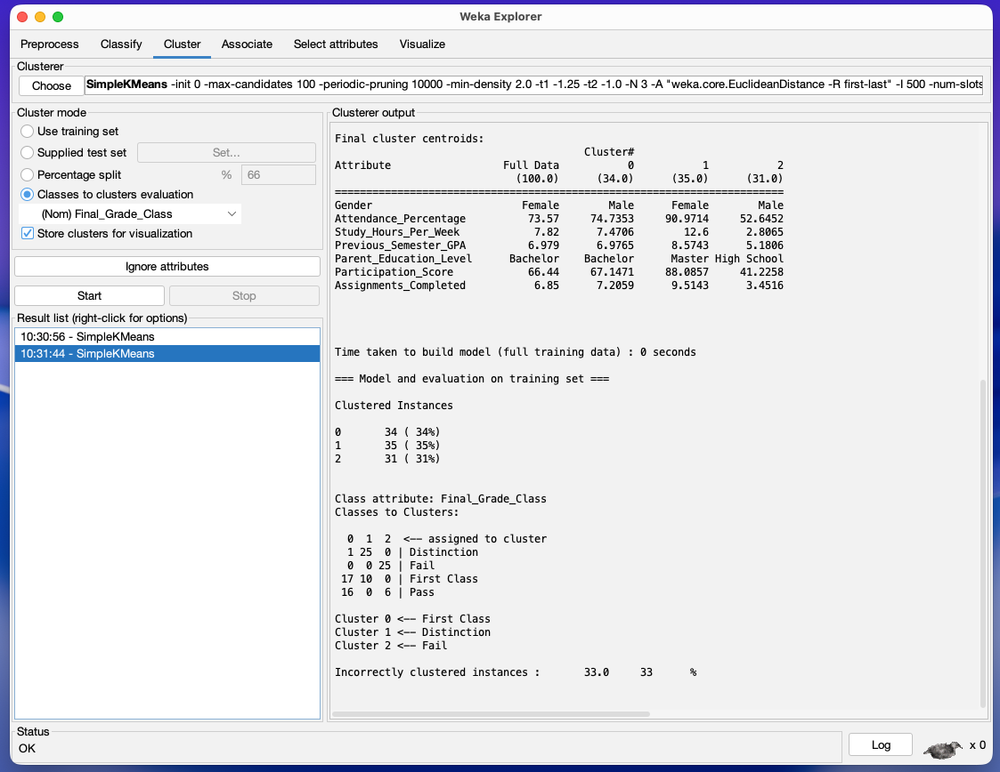 Weka Explorer
Preprocess Classify Cluster Associate Select attributes Visualize
Clusterer
Choose SimpleKMeans -init 0 -max-candidates 100 -periodic-pruning 10000 -min-density 2.0 -t1 -1.25 -t2 -1.0 -N 3 -A "weka.core.EuclideanDistance -R first-last" -I 500 -num-slots
Cluster mode
Use training set
Supplied test set Set...
Percentage split % 66
Classes to clusters evaluation
(Nom) Final_Grade_Class
Store clusters for visualization
Ignore attributes
Start Stop
Result list (right-click for options)
10:30:56 - SimpleKMeans
10:31:44 - SimpleKMeans
Clusterer output
Final cluster centroids:
Cluster#
Attribute Full Data 0 1 2
(100.0) (34.0) (35.0) (31.0)
==========================================================================
Gender Female Male Female Male
Attendance_Percentage 73.57 74.7353 90.9714 52.6452
Study_Hours_Per_Week 7.82 7.4706 12.6 2.8065
Previous_Semester_GPA 6.979 6.9765 8.5743 5.1806
Parent_Education_Level Bachelor Bachelor Master High School
Participation_Score 66.44 67.1471 88.0857 41.2258
Assignments_Completed 6.85 7.2059 9.5143 3.4516
Time taken to build model (full training data) : 0 seconds
=== Model and evaluation on training set ===
Clustered Instances
0 34 ( 34%)
1 35 ( 35%)
2 31 ( 31%)
Class attribute: Final_Grade_Class
Classes to Clusters:
0 1 2 <-- assigned to cluster
1 25 0 | Distinction
0 0 25 | Fail
17 10 0 | First Class
16 0 6 | Pass
Cluster 0 <-- First Class
Cluster 1 <-- Distinction
Cluster 2 <-- Fail
Incorrectly clustered instances : 33.0 33 %
Status
OK
Log x 0